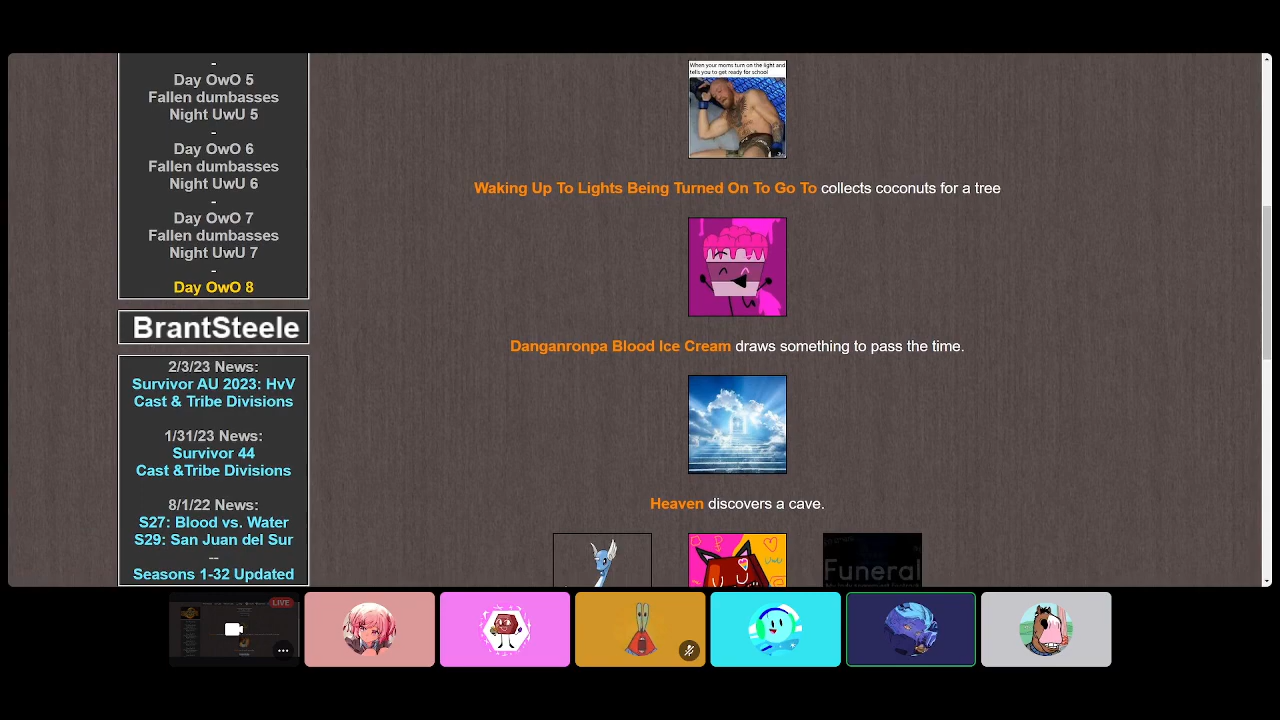 -
Day OwO 5
Fallen dumbasses
Night UwU 5
-
Day OwO 6
Fallen dumbasses
Night UwU 6
-
Day OwO 7
Fallen dumbasses
Night UwU 7
-
Day OwO 8
BrantSteele
2/3/23 News:
Survivor AU 2023: HvV
Cast & Tribe Divisions
1/31/23 News:
Survivor 44
Cast &Tribe Divisions
8/1/22 News:
S27: Blood vs. Water
S29: San Juan del Sur
--
Seasons 1-32 Updated
When your moms turn on the light and
tells you to get ready for school
Waking Up To Lights Being Turned On To Go To collects coconuts for a tree
Danganronpa Blood Ice Cream draws something to pass the time.
Heaven discovers a cave.
Funeral
LIVE